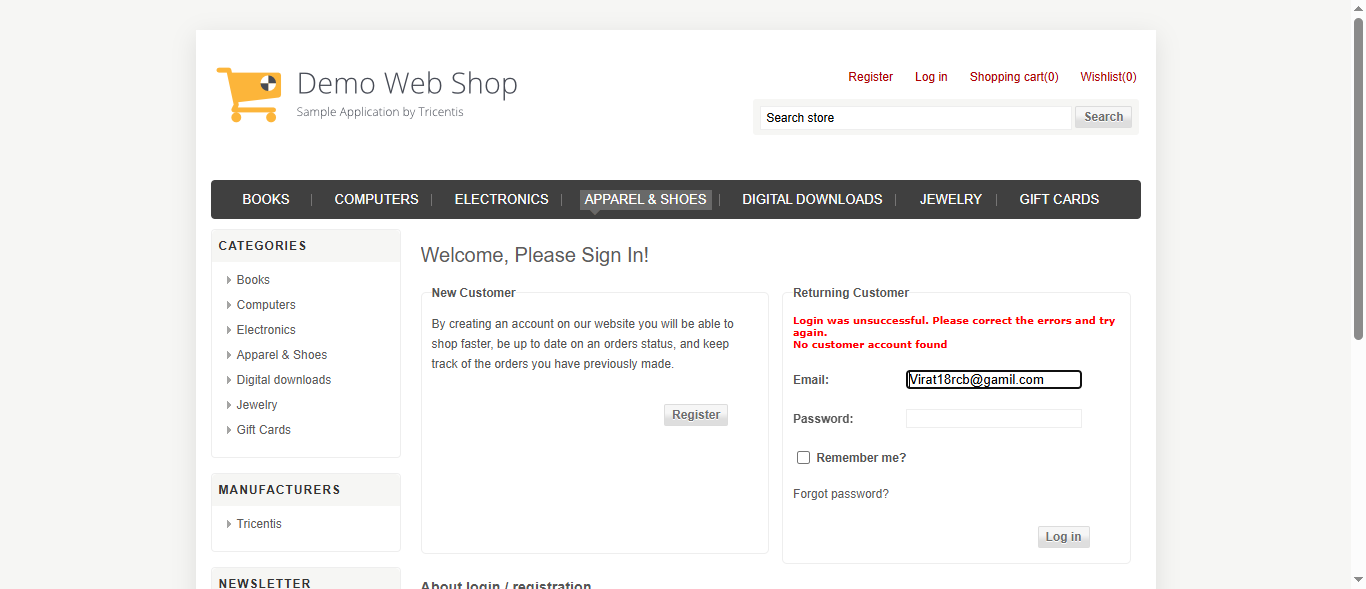 Demo Web Shop
Sample Application by Tricentis
Register Log in Shopping cart(0) Wishlist(0)
Search store Search
BOOKS COMPUTERS ELECTRONICS APPAREL & SHOES DIGITAL DOWNLOADS JEWELRY GIFT CARDS
CATEGORIES
Books
Computers
Electronics
Apparel & Shoes
Digital downloads
Jewelry
Gift Cards
MANUFACTURERS
Tricentis
NEWSLETTER
Welcome, Please Sign In!
New Customer
By creating an account on our website you will be able to
shop faster, be up to date on an orders status, and keep
track of the orders you have previously made.
Register
Returning Customer
Login was unsuccessful. Please correct the errors and try
again.
No customer account found
Email: Virat18rcb@gamil.com
Password:
Remember me?
Forgot password?
Log in
About login / registration